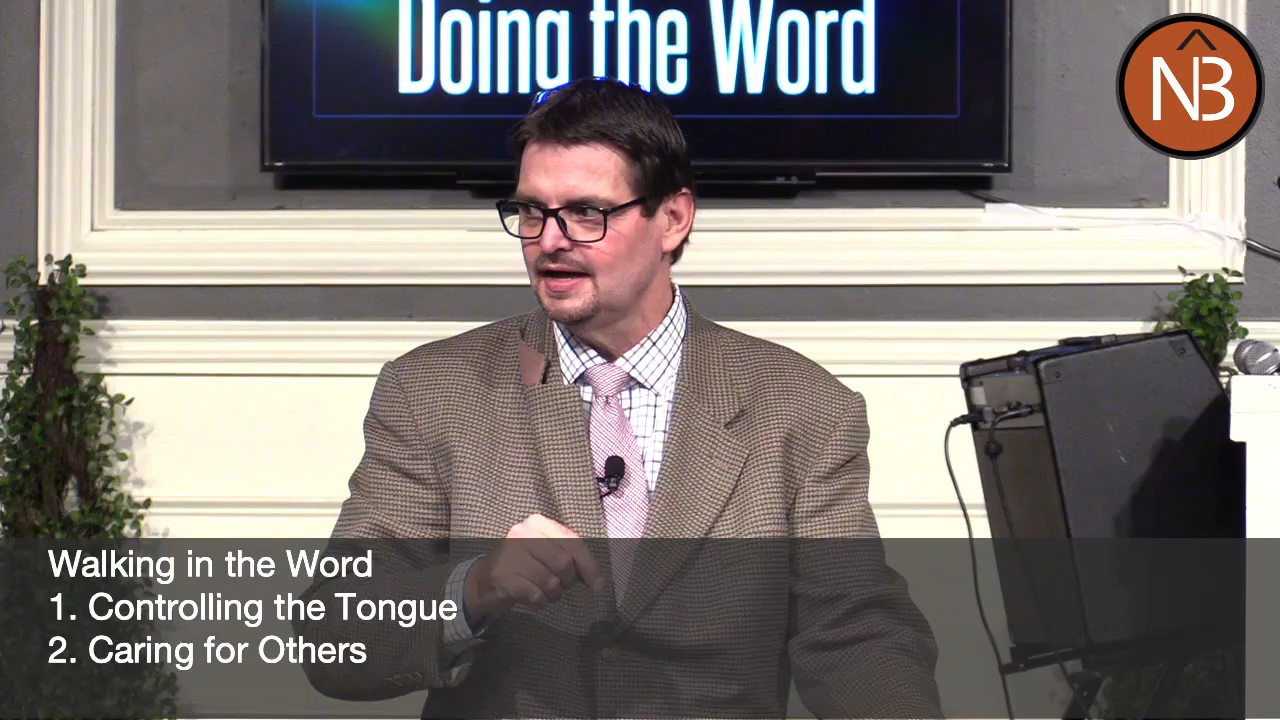 Doing the Word
NB
Walking in the Word
1. Controlling the Tongue
2. Caring for Others